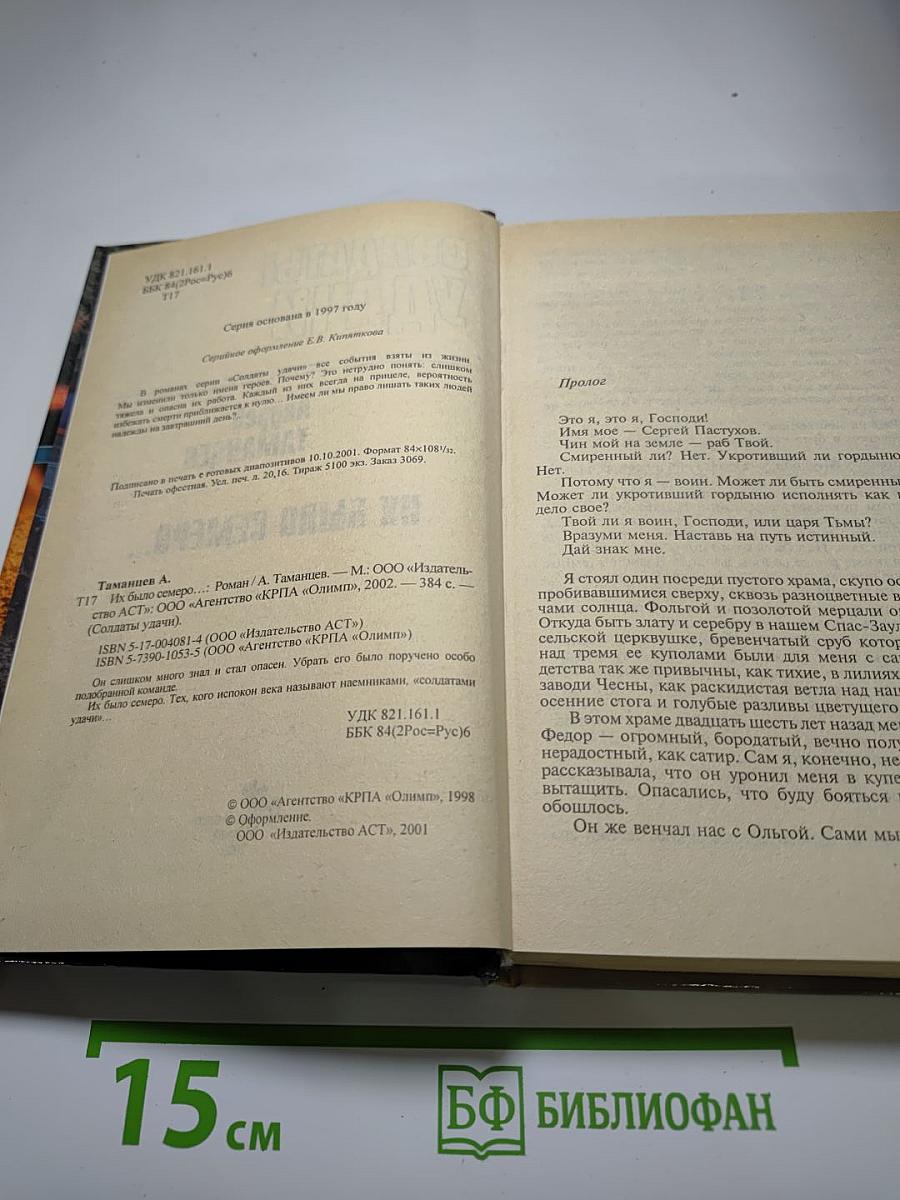 УДК 821.161.1
ББК 84(2Рос=Рус)6
Т17
Серия основана в 1997 году
Серийное оформление Е.В. Кипяткова
В романах серии «Солдаты удачи» все события взяты из жизни.
Мы изменили только имена героев. Почему? Это нетрудно понять: слишком
тяжела и опасна их работа. Каждый из них всегда на прицеле, вероятность
избежать смерти приближается к нулю... Имеем ли мы право лишать таких людей
надежды на завтрашний день?..
Подписано в печать с готовых диапозитивов 10.10.2001. Формат 84×108¹/₃₂.
Печать офсетная. Усл. печ. л. 20,16. Тираж 5100 экз. Заказ 3069.
Таманцев А.
Т17 Их было семеро...: Роман / А. Таманцев. — М.: ООО «Издатель-
ство АСТ»: ООО «Агентство «КРПА «Олимп», 2002. — 384 с. —
(Солдаты удачи).
ISBN 5-17-004081-4 (ООО «Издательство АСТ»)
ISBN 5-7390-1053-5 (ООО «Агентство «КРПА «Олимп»)
Он слишком много знал и стал опасен. Убрать его было поручено особо
подобранной команде.
Их было семеро. Тех, кого испокон века называют наемниками, «солдатами
удачи»...
УДК 821.161.1
ББК 84(2Рос=Рус)6
© ООО «Агентство «КРПА «Олимп», 1998
© Оформление.
ООО «Издательство АСТ», 2001
Пролог
Это я, это я, Господи!
Имя мое — Сергей Пастухов.
Чин мой на земле — раб Твой.
Смиренный ли? Нет. Укротивший ли гордыню
Нет.
Потому что я — воин. Может ли быть смиренны
Может ли укротивший гордыню исполнять как
дело свое?
Твой ли я воин, Господи, или царя Тьмы?
Вразуми меня. Наставь на путь истинный.
Дай знак мне.
Я стоял один посреди пустого храма, скупо ос
пробивавшимися сверху, сквозь разноцветные в
чами солнца. Фольгой и позолотой мерцали о
Откуда быть злату и серебру в нашем Спас-Заул
сельской церквушке, бревенчатый сруб котор
над тремя ее куполами были для меня с са
детства так же привычны, как тихие, в лилиях
заводи Чесны, как раскидистая ветла над на
осенние стога и голубые разливы цветущего
В этом храме двадцать шесть лет назад ме
Федор — огромный, бородатый, вечно полу
нерадостный, как сатир. Сам я, конечно, не
рассказывала, что он уронил меня в купе
вытащить. Опасались, что буду бояться
обошлось.
Он же венчал нас с Ольгой. Сами мы
15 см
БФ БИБЛИОФАН